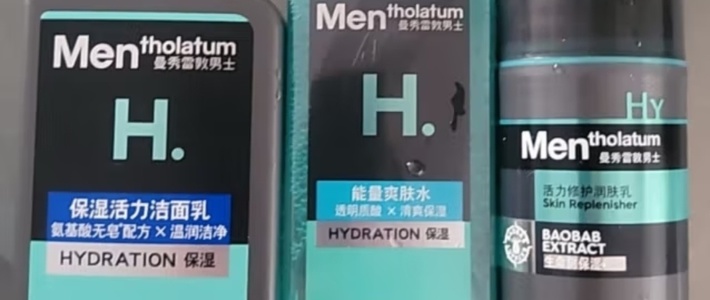 Mentholatum
曼秀雷敦男士
H.
保湿活力洁面乳
氨基酸无皂配方 × 温润洁净
HYDRATION 保湿
Mentholatum
曼秀雷敦男士
H.
能量爽肤水
透明质酸 × 清爽保湿
HYDRATION 保湿
HY
Mentholatum
曼秀雷敦男士
活力修护润肤乳
Skin Replenisher
BAOBAB
EXTRACT